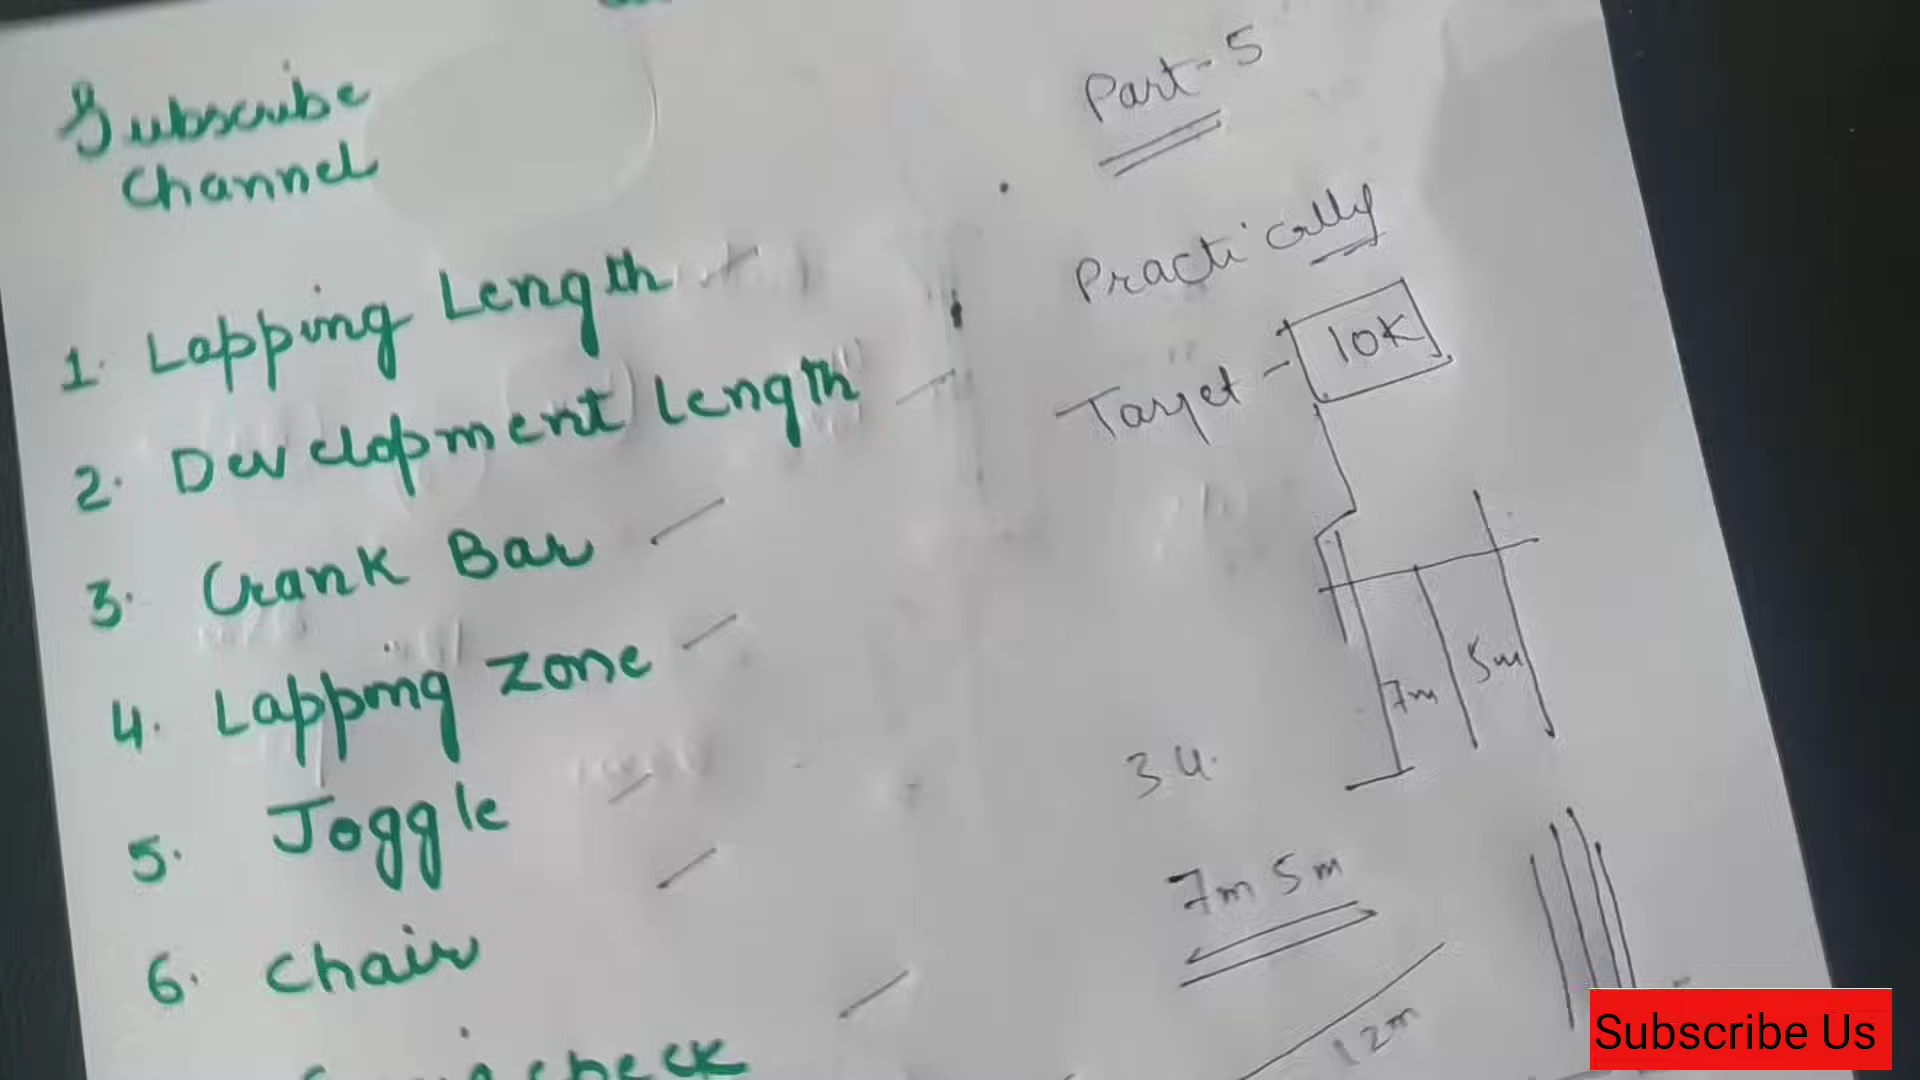 Subscribe
Channel
1. Lapping Length
2. Development Length
3. Crank Bar
4. Lapping zone
5. Joggle
6. Chair
check
Part-5
Practically
Target - 10K
7m
5m
3.4.
7m 5m
12m
Subscribe Us